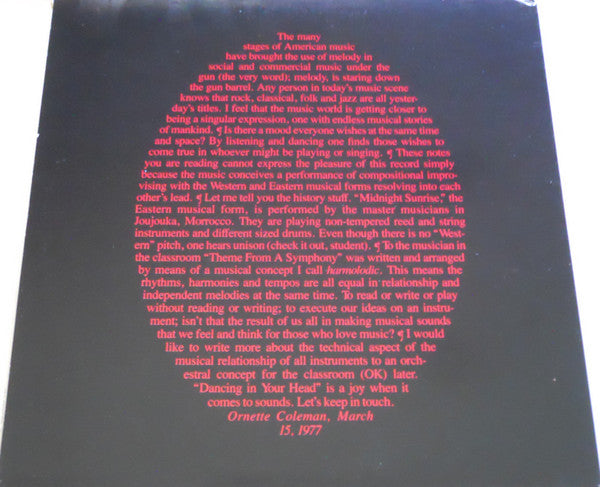 The many
stages of American music
have brought the use of melody in
social and commercial music under the
gun (the very word); melody, is staring down
the gun barrel. Any person in today's music scene
knows that rock, classical, folk and jazz are all yester-
day's titles. I feel that the music world is getting closer to
being a singular expression, one with endless musical stories
of mankind. ¶ Is there a mood everyone wishes at the same time
and space? By listening and dancing one finds those wishes to
come true in whoever might be playing or singing. ¶ These notes
you are reading cannot express the pleasure of this record simply
because the music conceives a performance of compositional impro-
vising with the Western and Eastern musical forms resolving into each
other's lead. ¶ Let me tell you the history stuff. "Midnight Sunrise," the
Eastern musical form, is performed by the master musicians in
Joujouka, Morrocco. They are playing non-tempered reed and string
instruments and different sized drums. Even though there is no "West-
ern" pitch, one hears unison (check it out, student). ¶ To the musician in
the classroom "Theme From A Symphony" was written and arranged
by means of a musical concept I call harmolodic. This means the
rhythms, harmonies and tempos are all equal in relationship and
independent melodies at the same time. To read or write or play
without reading or writing; to execute our ideas on an instru-
ment; isn't that the result of us all in making musical sounds
that we feel and think for those who love music? ¶ I would
like to write more about the technical aspect of the
musical relationship of all instruments to an orch-
estral concept for the classroom (OK) later.
"Dancing in Your Head" is a joy when it
comes to sounds. Let's keep in touch.
Ornette Coleman, March
15, 1977